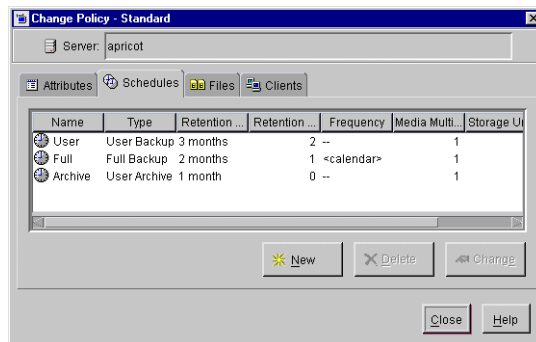 Change Policy - Standard
Server: apricot
Attributes Schedules Files Clients
Name Type Retention ... Retention ... Frequency Media Multi... Storage Un
User User Backup 3 months 2 -- 1
Full Full Backup 2 months 1 <calendar> 1
Archive User Archive 1 month 0 -- 1
New Delete Change
Close Help